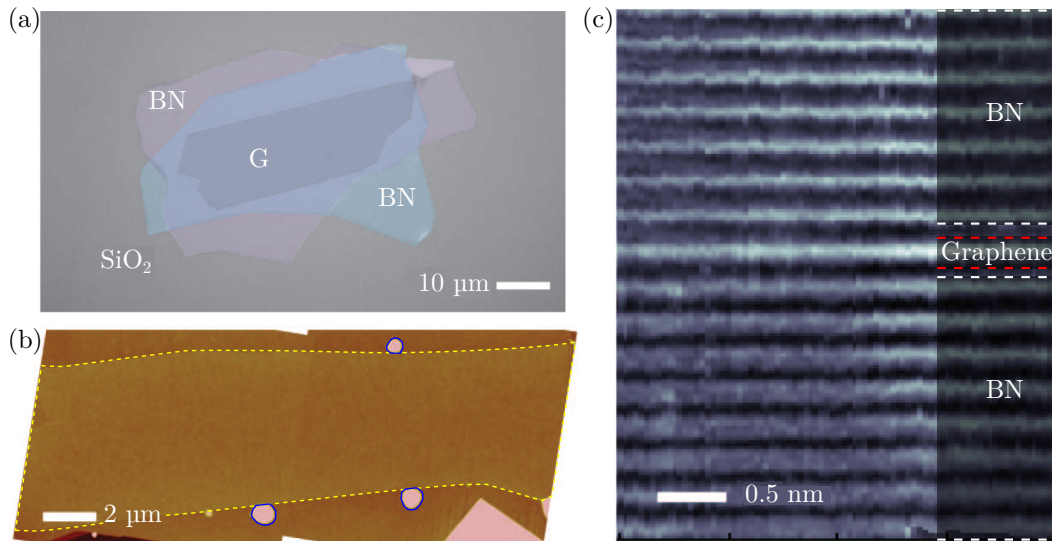 (a)
BN
G
BN
SiO₂
10 µm
(b)
2 µm
(c)
BN
Graphene
BN
0.5 nm